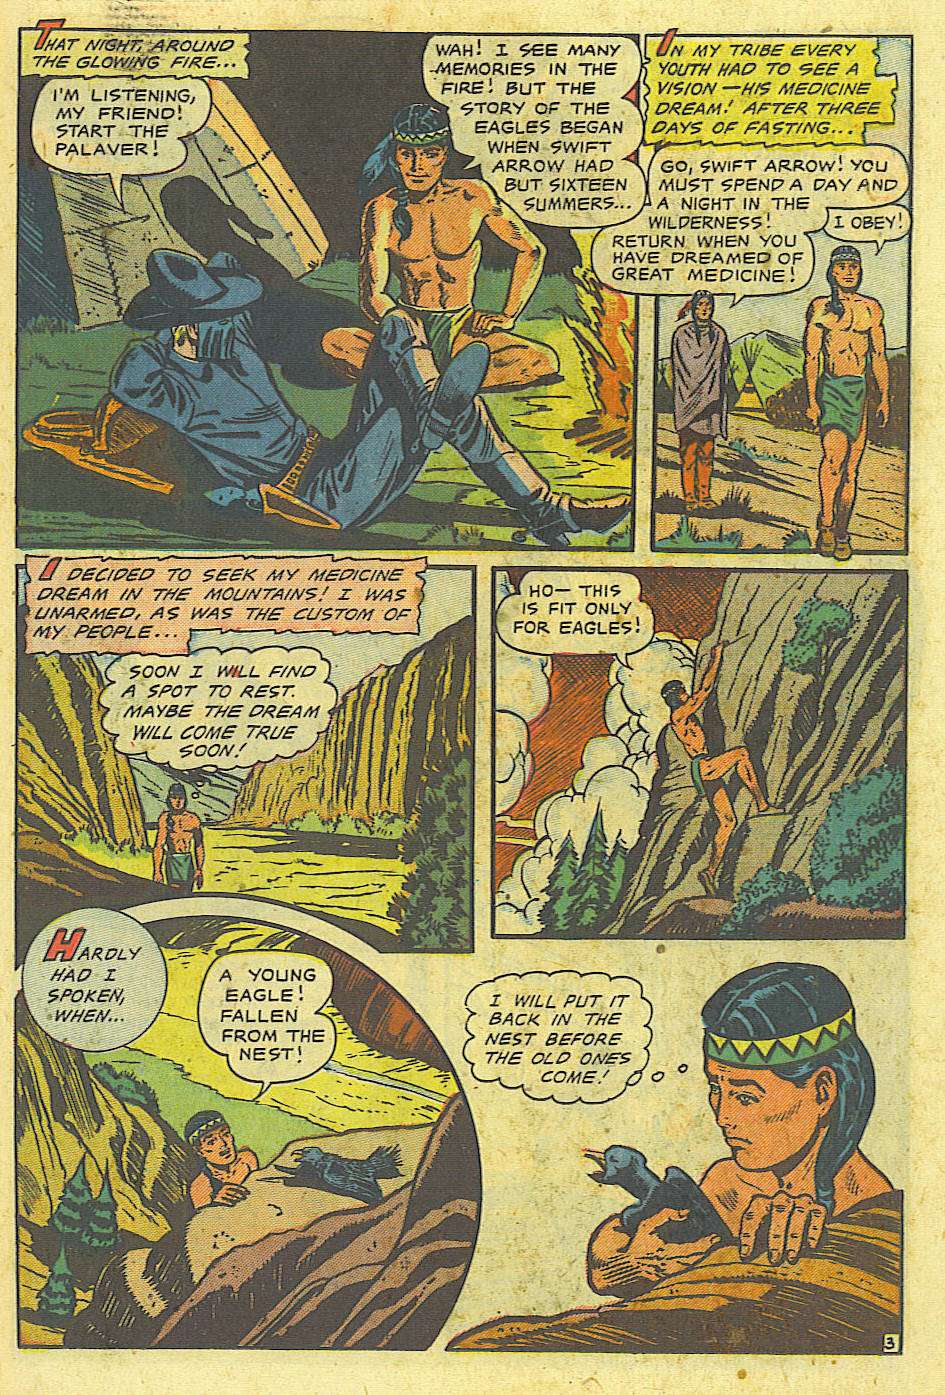 THAT NIGHT, AROUND
THE GLOWING FIRE...
I'M LISTENING,
MY FRIEND!
START THE
PALAVER!
WAH! I SEE MANY
MEMORIES IN THE
FIRE! BUT THE
STORY OF THE
EAGLES BEGAN
WHEN SWIFT
ARROW HAD
BUT SIXTEEN
SUMMERS...
IN MY TRIBE EVERY
YOUTH HAD TO SEE A
VISION—HIS MEDICINE
DREAM! AFTER THREE
DAYS OF FASTING...
GO, SWIFT ARROW! YOU
MUST SPEND A DAY AND
A NIGHT IN THE
WILDERNESS!
RETURN WHEN YOU
HAVE DREAMED OF
GREAT MEDICINE!
I OBEY!
I DECIDED TO SEEK MY MEDICINE
DREAM IN THE MOUNTAINS! I WAS
UNARMED, AS WAS THE CUSTOM OF
MY PEOPLE...
SOON I WILL FIND
A SPOT TO REST.
MAYBE THE DREAM
WILL COME TRUE
SOON!
HO—THIS
IS FIT ONLY
FOR EAGLES!
HARDLY
HAD I
SPOKEN,
WHEN...
A YOUNG
EAGLE!
FALLEN
FROM THE
NEST!
I WILL PUT IT
BACK IN THE
NEST BEFORE
THE OLD ONES
COME!
3